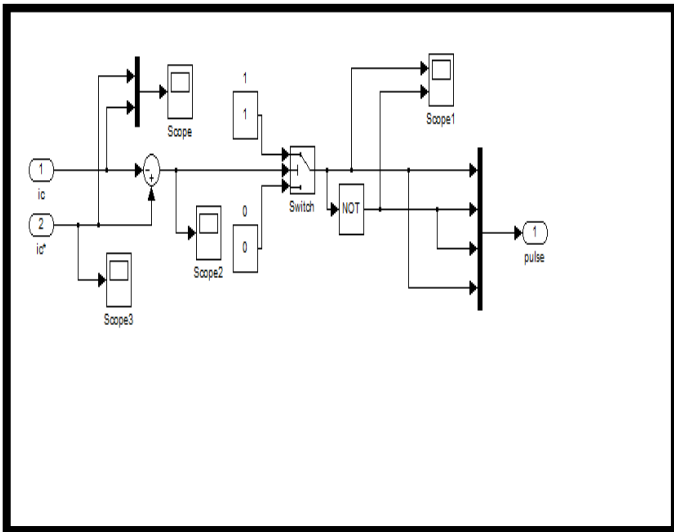 1
1
Scope
Scope1
1
ic
-
+
Switch
NOT
2
ic*
0
0
Scope2
Scope3
1
pulse